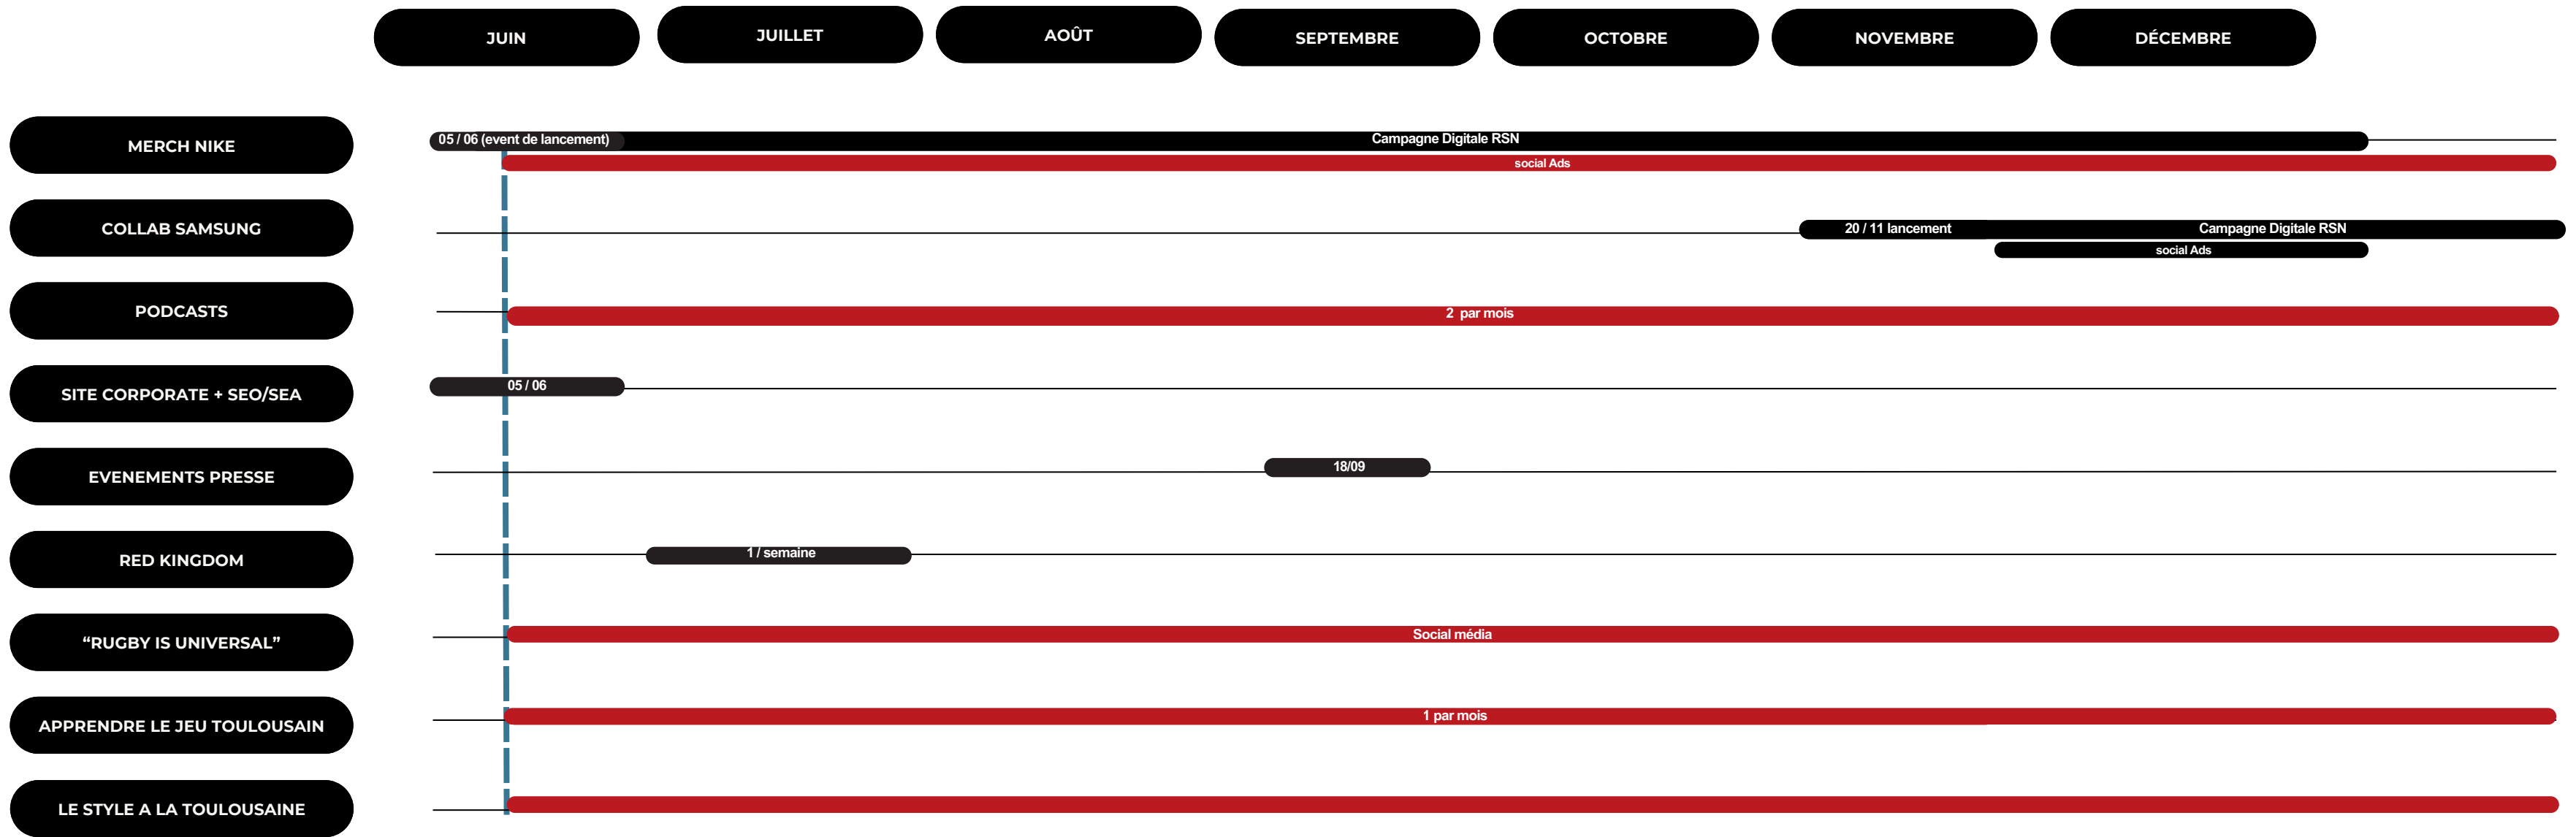 JUIN
JUILLET
AOÛT
SEPTEMBRE
OCTOBRE
NOVEMBRE
DÉCEMBRE
MERCH NIKE
05 / 06 (event de lancement)
Campagne Digitale RSN
social Ads
COLLAB SAMSUNG
20 / 11 lancement
Campagne Digitale RSN
social Ads
PODCASTS
2 par mois
SITE CORPORATE + SEO/SEA
05 / 06
EVENEMENTS PRESSE
18/09
RED KINGDOM
1 / semaine
“RUGBY IS UNIVERSAL”
Social média
APPRENDRE LE JEU TOULOUSAIN
1 par mois
LE STYLE A LA TOULOUSAINE